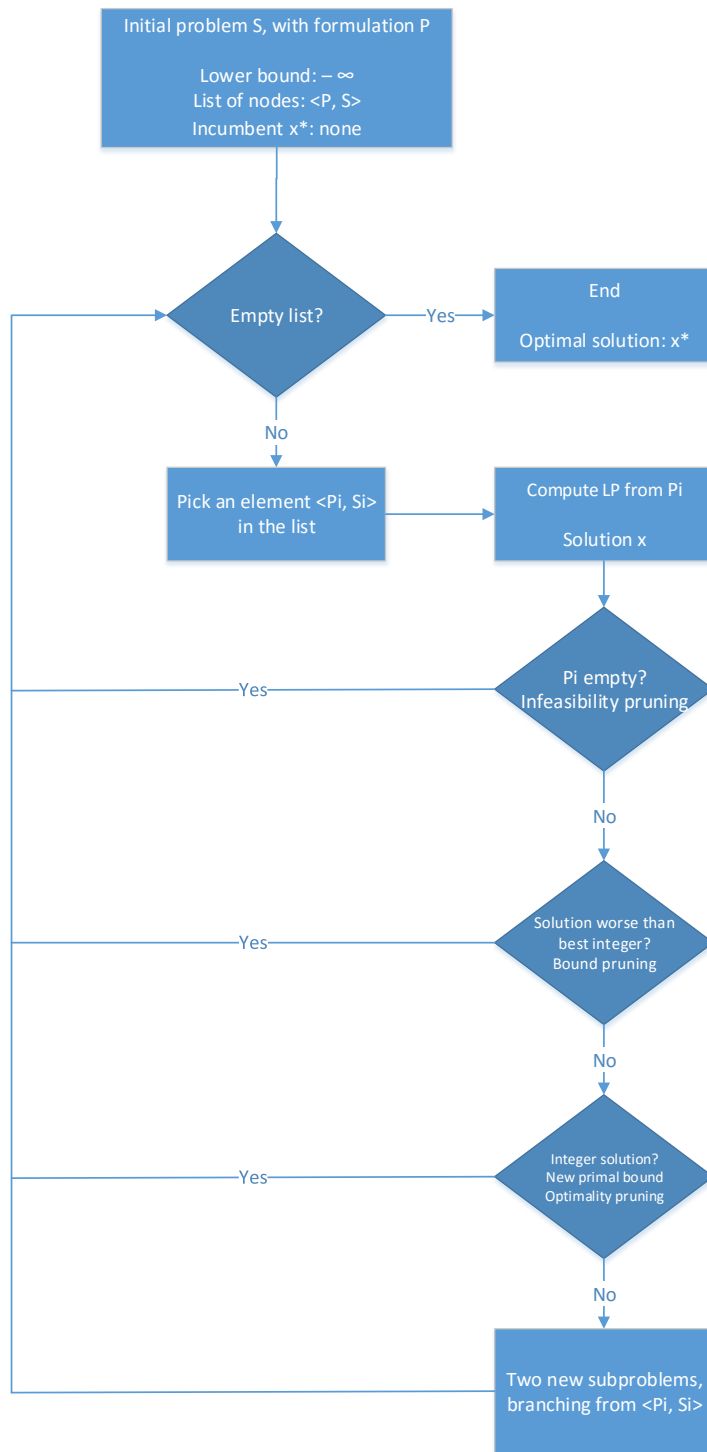 Initial problem S, with formulation P
Lower bound: – ∞
List of nodes: <P, S>
Incumbent x*: none
Empty list?
Yes
End
Optimal solution: x*
No
Pick an element <Pi, Si>
in the list
Compute LP from Pi
Solution x
Pi empty?
Infeasibility pruning
Yes
No
Solution worse than
best integer?
Bound pruning
Yes
No
Integer solution?
New primal bound
Optimality pruning
Yes
No
Two new subproblems,
branching from <Pi, Si>